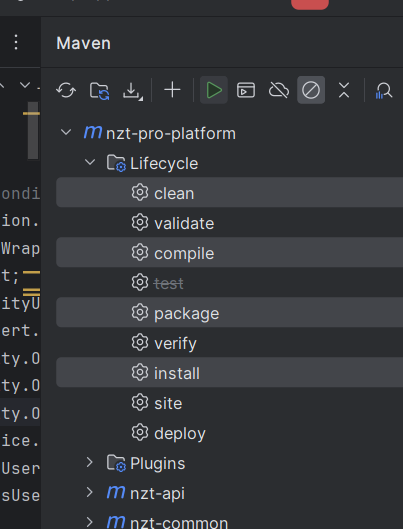 Maven
nzt-pro-platform
Lifecycle
clean
ondi
validate
ion.
Wrap
compile
t;
test
ityU
package
ert.
verify
ty.O
install
ty.O
site
ty.O
deploy
ice.
Plugins
User
nzt-api
sUse
nzt-common